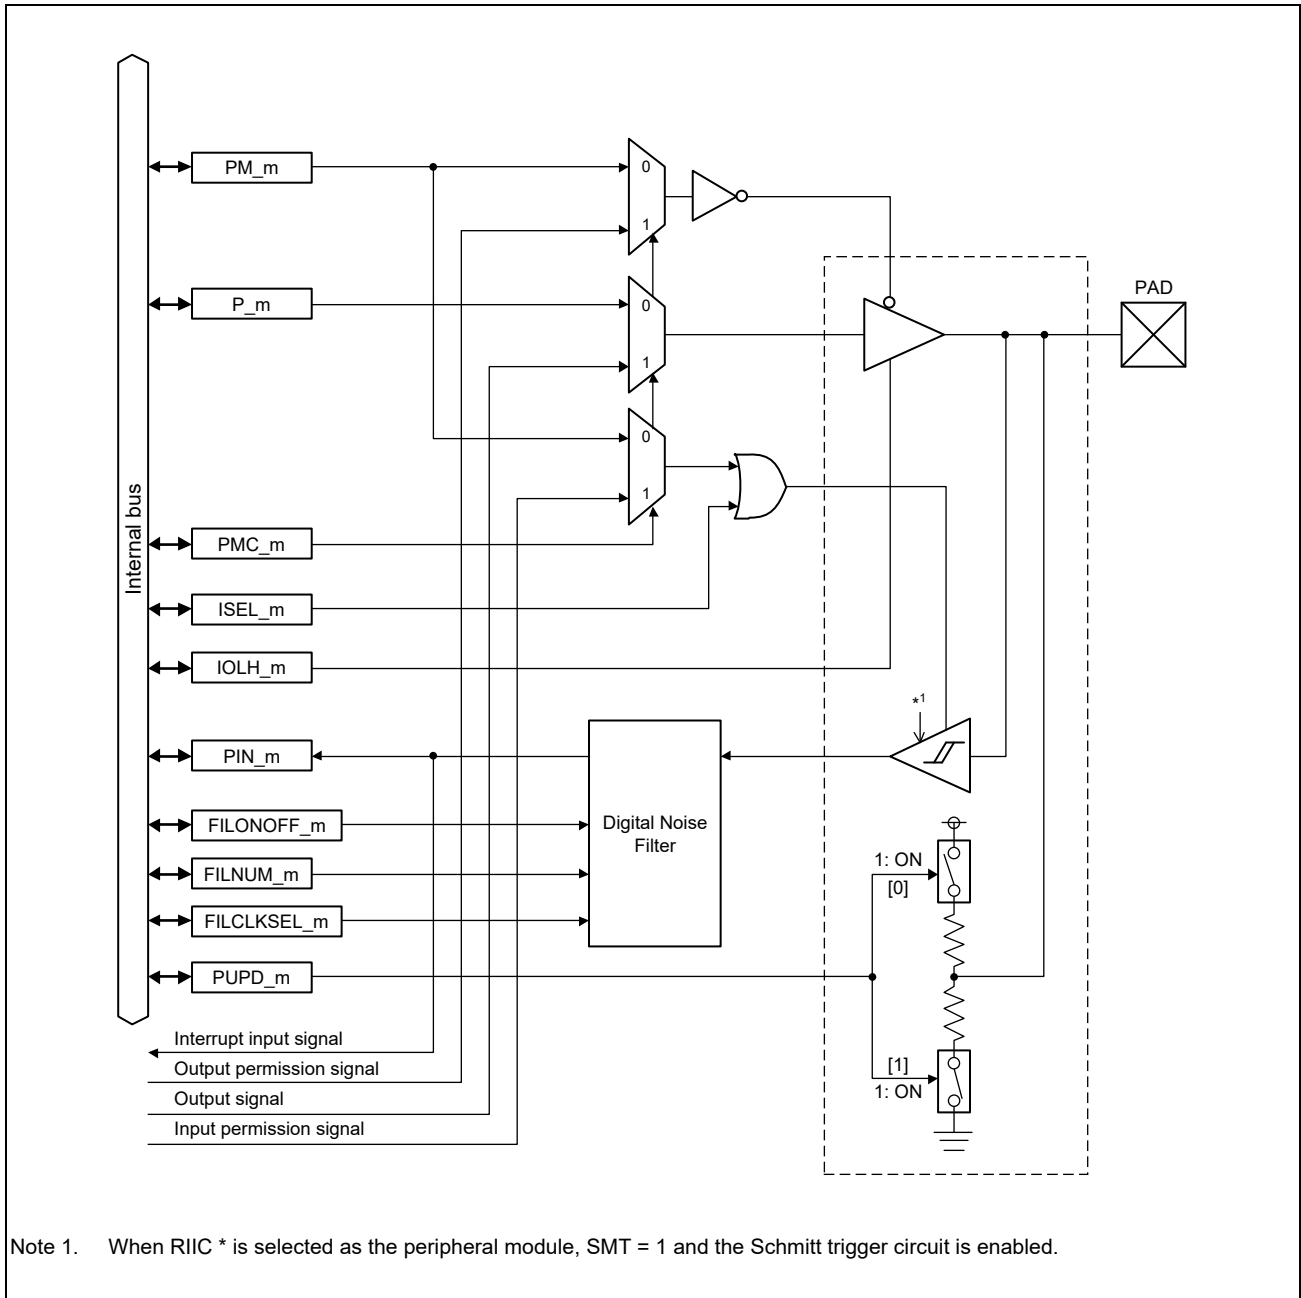 PM_m
0
1
PAD
P_m
0
1
0
1
Internal bus
PMC_m
ISEL_m
IOLH_m
*1
PIN_m
Digital Noise
Filter
FILONOFF_m
1: ON
[0]
FILNUM_m
FILCLKSEL_m
PUPD_m
Interrupt input signal
Output permission signal
[1]
1: ON
Output signal
Input permission signal
Note 1. When RIIC * is selected as the peripheral module, SMT = 1 and the Schmitt trigger circuit is enabled.